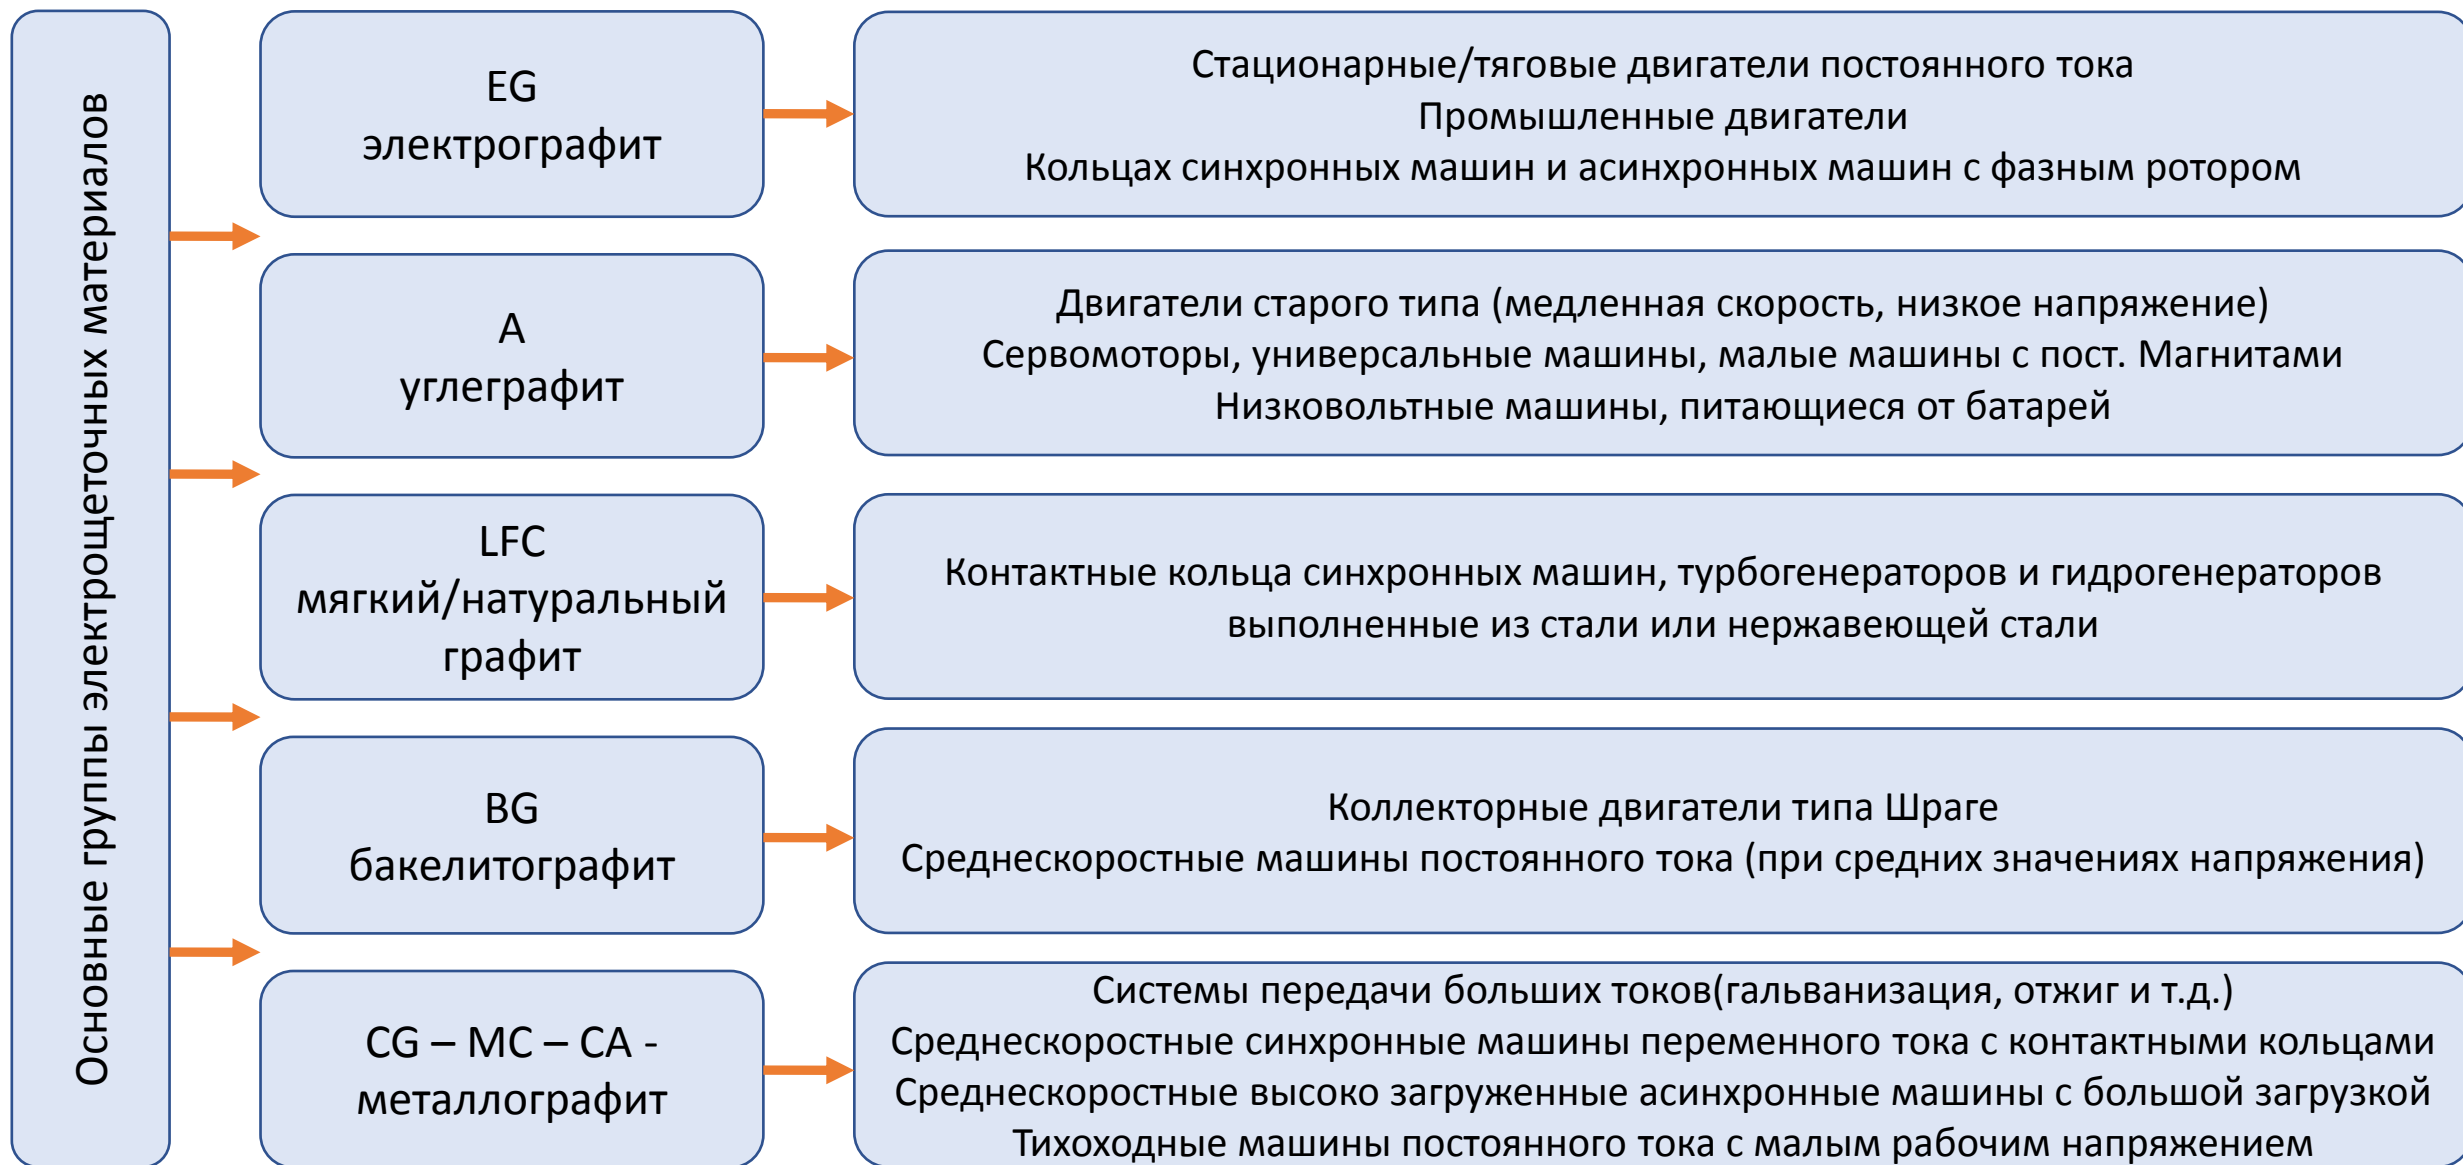 Основные группы электрощеточных материалов
EG
электрографит
Стационарные/тяговые двигатели постоянного тока
Промышленные двигатели
Кольцах синхронных машин и асинхронных машин с фазным ротором
А
углеграфит
Двигатели старого типа (медленная скорость, низкое напряжение)
Сервомоторы, универсальные машины, малые машины с пост. Магнитами
Низковольтные машины, питающиеся от батарей
LFC
мягкий/натуральный
графит
Контактные кольца синхронных машин, турбогенераторов и гидрогенераторов
выполненные из стали или нержавеющей стали
BG
бакелитографит
Коллекторные двигатели типа Шраге
Среднескоростные машины постоянного тока (при средних значениях напряжения)
CG – MC – CA -
металлографит
Системы передачи больших токов(гальванизация, отжиг и т.д.)
Среднескоростные синхронные машины переменного тока с контактными кольцами
Среднескоростные высоко загруженные асинхронные машины с большой загрузкой
Тихоходные машины постоянного тока с малым рабочим напряжением